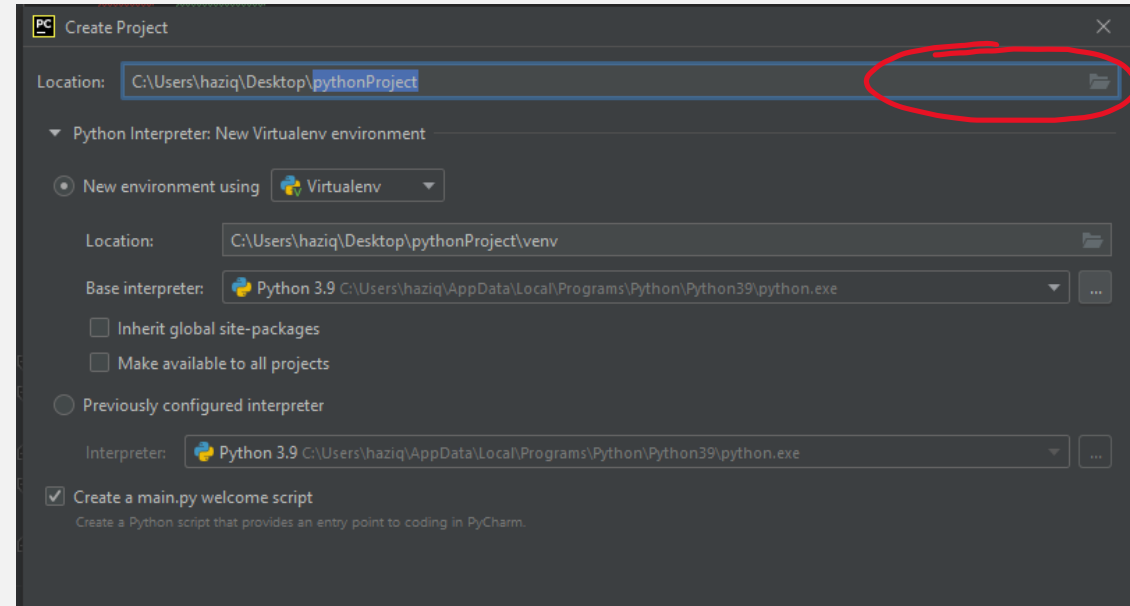 PC Create Project
Location: C:\Users\haziq\Desktop\pythonProject
Python Interpreter: New Virtualenv environment
New environment using Virtualenv
Location: C:\Users\haziq\Desktop\pythonProject\venv
Base interpreter: Python 3.9 C:\Users\haziq\AppData\Local\Programs\Python\Python39\python.exe ...
Inherit global site-packages
Make available to all projects
Previously configured interpreter
Interpreter: Python 3.9 C:\Users\haziq\AppData\Local\Programs\Python\Python39\python.exe ...
Create a main.py welcome script
Create a Python script that provides an entry point to coding in PyCharm.